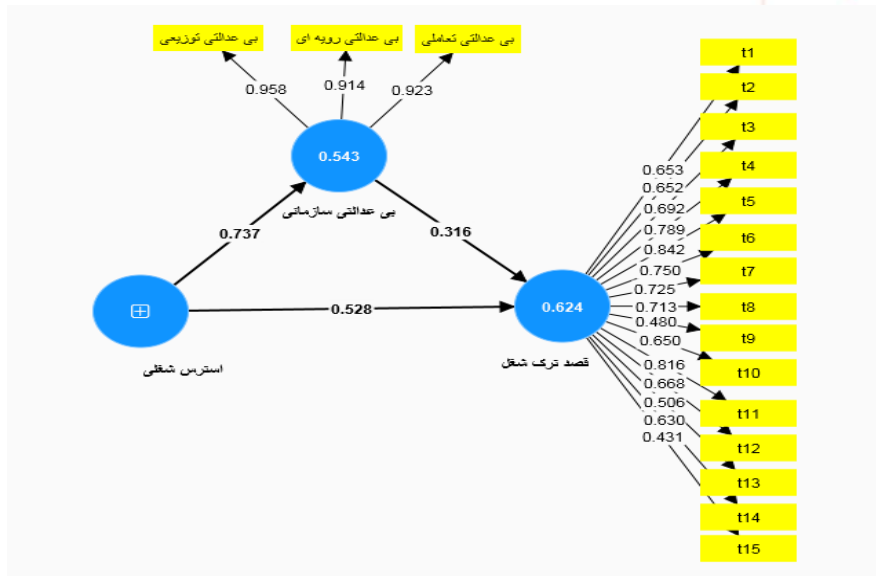 بی عدالتی توزیعی
بی عدالتی رویه ای
بی عدالتی تعاملی
0.958
0.914
0.923
0.543
بی عدالتی سازمانی
0.737
0.316
0.528
استرس شغلی
0.624
قصد ترک شغل
0.653
0.652
0.692
0.789
0.842
0.750
0.725
0.713
0.480
0.650
0.816
0.668
0.506
0.630
0.431
t1
t2
t3
t4
t5
t6
t7
t8
t9
t10
t11
t12
t13
t14
t15